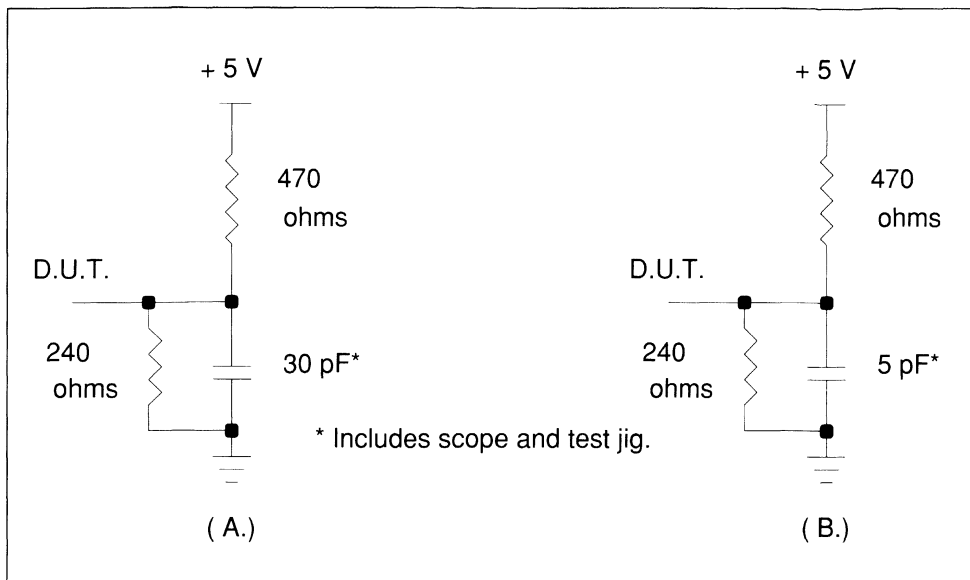 + 5 V
470
ohms
D.U.T.
240
ohms
30 pF*
* Includes scope and test jig.
( A.)
+ 5 V
470
ohms
D.U.T.
240
ohms
5 pF*
( B.)